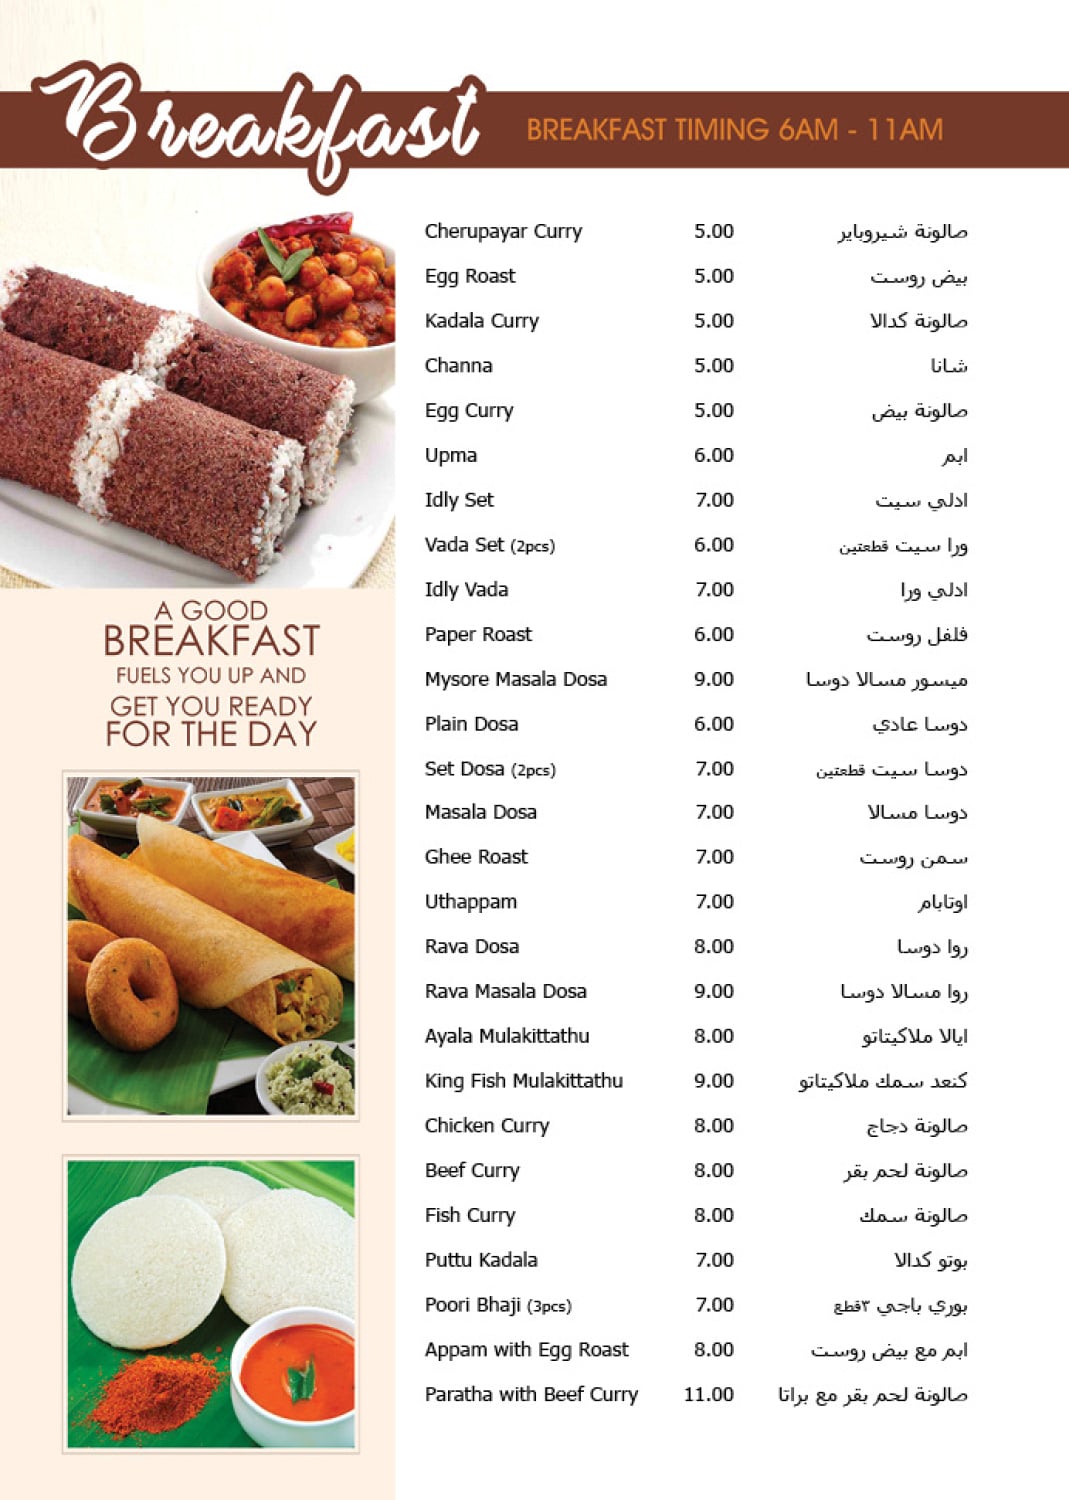 Breakfast
BREAKFAST TIMING 6AM - 11AM
Cherupayar Curry 5.00 صالونة شيروباير
Egg Roast 5.00 بيض روست
Kadala Curry 5.00 صالونة كدالا
Channa 5.00 شانا
Egg Curry 5.00 صالونة بيض
Upma 6.00 ابم
Idly Set 7.00 ادلي سيت
Vada Set (2pcs) 6.00 ورا سيت قطعتين
Idly Vada 7.00 ادلي ورا
Paper Roast 6.00 فلفل روست
Mysore Masala Dosa 9.00 ميسور مسالا دوسا
Plain Dosa 6.00 دوسا عادي
Set Dosa (2pcs) 7.00 دوسا سيت قطعتين
Masala Dosa 7.00 دوسا مسالا
Ghee Roast 7.00 سمن روست
Uthappam 7.00 اوتابام
Rava Dosa 8.00 روا دوسا
Rava Masala Dosa 9.00 روا مسالا دوسا
Ayala Mulakittathu 8.00 ايالا ملاكيتاتو
King Fish Mulakittathu 9.00 كنعد سمك ملاكيتاتو
Chicken Curry 8.00 صالونة دجاج
Beef Curry 8.00 صالونة لحم بقر
Fish Curry 8.00 صالونة سمك
Puttu Kadala 7.00 بوتو كدالا
Poori Bhaji (3pcs) 7.00 بوري باجي ٣قطع
Appam with Egg Roast 8.00 ابم مع بيض روست
Paratha with Beef Curry 11.00 صالونة لحم بقر مع براتا
A GOOD
BREAKFAST
FUELS YOU UP AND
GET YOU READY
FOR THE DAY